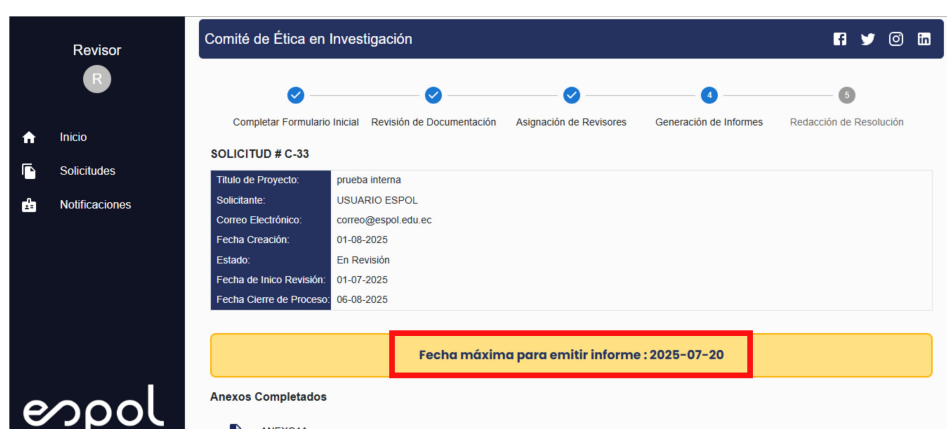 Revisor
R
Inicio
Solicitudes
Notificaciones
espol
Comité de Ética en Investigación
4
5
Completar Formulario Inicial
Revisión de Documentación
Asignación de Revisores
Generación de Informes
Redacción de Resolución
SOLICITUD # C-33
Titulo de Proyecto: prueba interna
Solicitante: USUARIO ESPOL
Correo Electrónico: correo@espol.edu.ec
Fecha Creación: 01-08-2025
Estado: En Revisión
Fecha de Inico Revisión: 01-07-2025
Fecha Cierre de Proceso: 06-08-2025
Fecha máxima para emitir informe : 2025-07-20
Anexos Completados